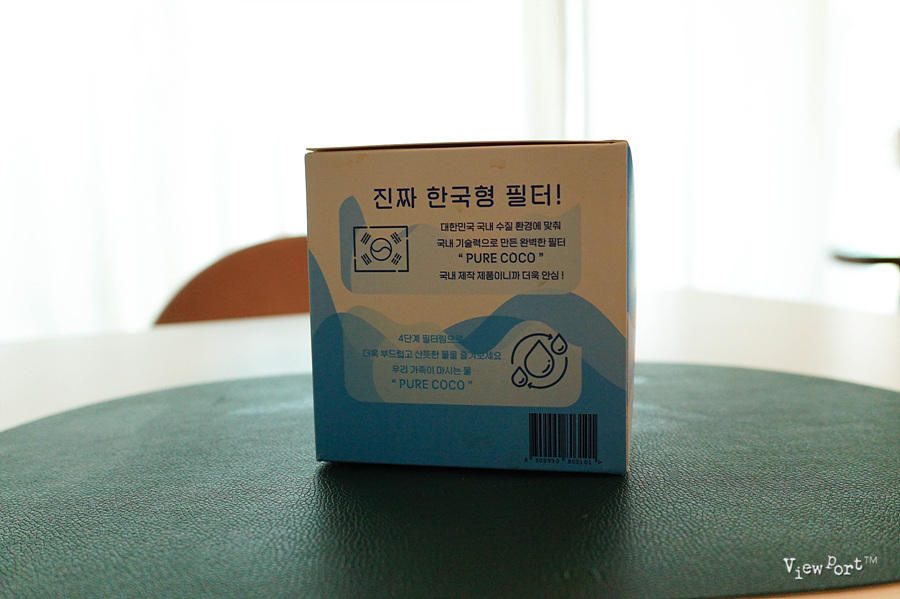 진짜 한국형 필터!
대한민국 국내 수질 환경에 맞춰
국내 기술력으로 만든 완벽한 필터
“ PURE COCO ”
국내 제작 제품이니까 더욱 안심 !
4단계 필터링으로
더욱 부드럽고 산뜻한 물을 즐겨보세요
우리 가족이 마시는 물
“ PURE COCO ”
View Port™